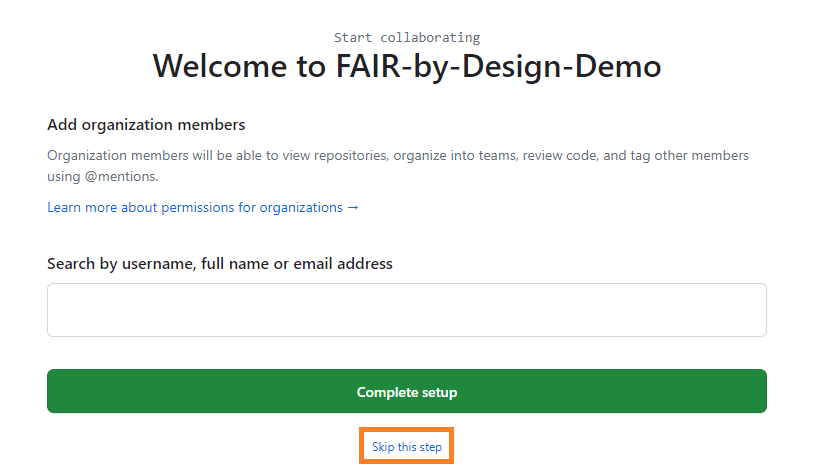 Start collaborating
Welcome to FAIR-by-Design-Demo
Add organization members
Organization members will be able to view repositories, organize into teams, review code, and tag other members
using @mentions.
Learn more about permissions for organizations →
Search by username, full name or email address
Complete setup
Skip this step